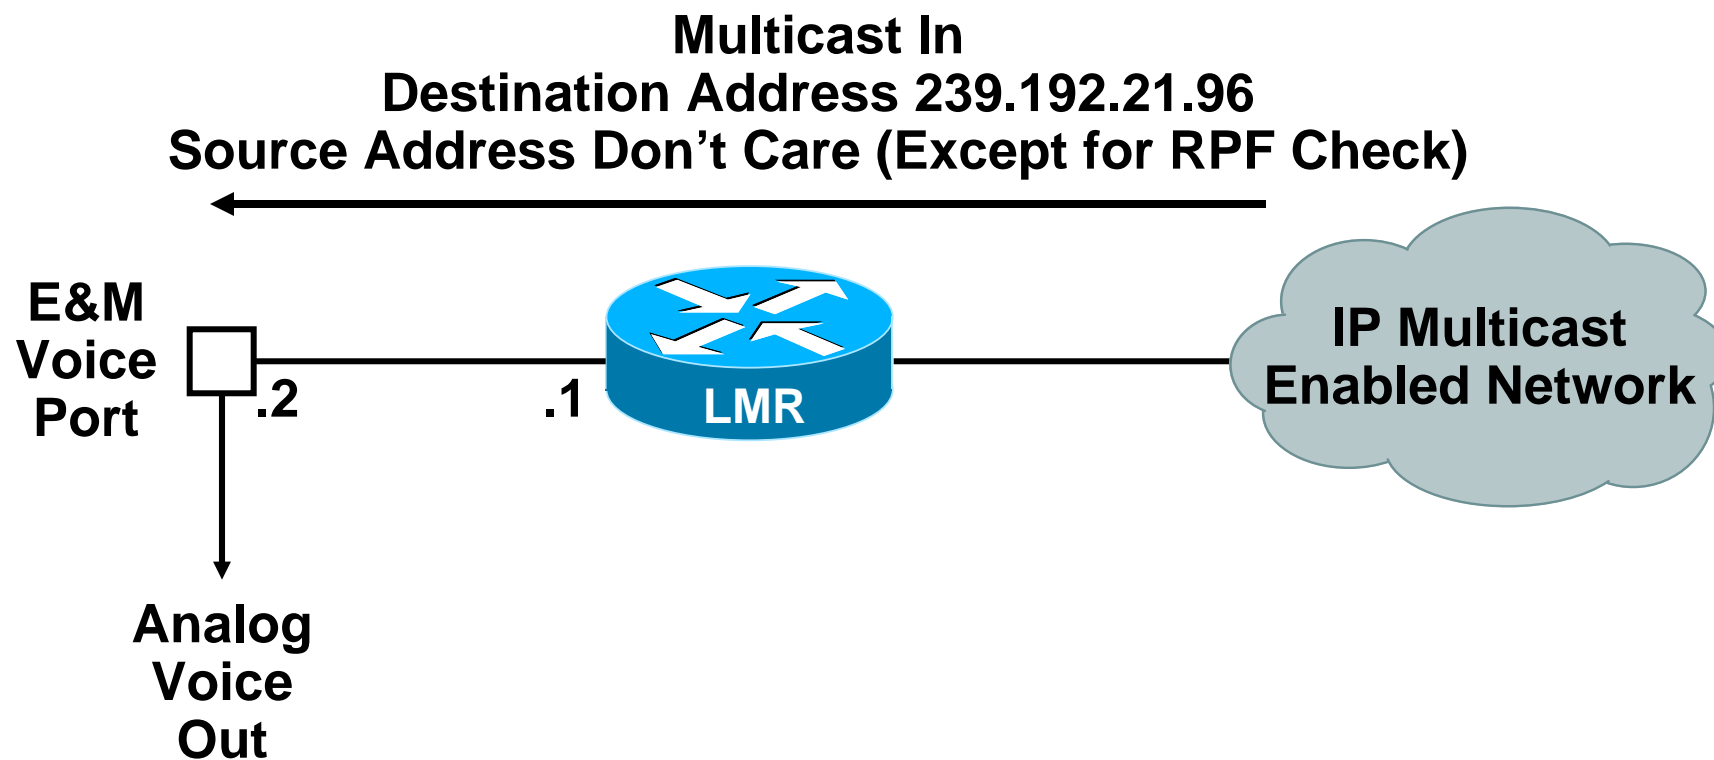 Multicast In
Destination Address 239.192.21.96
Source Address Don't Care (Except for RPF Check)
E&M
Voice
Port
.2
.1
LMR
IP Multicast
Enabled Network
Analog
Voice
Out